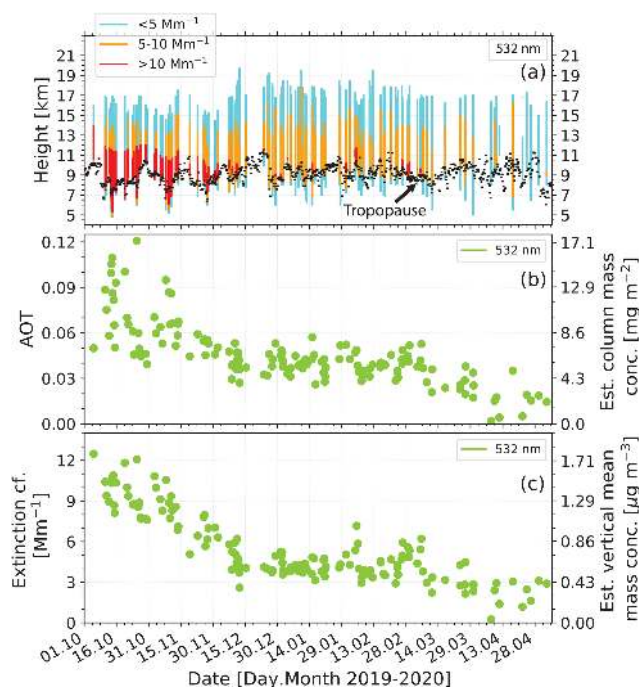 <5 Mm⁻¹
5-10 Mm⁻¹
>10 Mm⁻¹
532 nm
(a)
21
19
17
15
13
11
9
7
5
Height [km]
21
19
17
15
13
11
9
7
5
Tropopause
0.12
0.09
0.06
0.03
0.00
AOT
532 nm
(b)
17.1
12.9
8.6
4.3
0.0
Est. column mass
conc. [mg m⁻²]
12
9
6
3
0
Extinction cf.
[Mm⁻¹]
532 nm
(c)
1.71
1.29
0.86
0.43
0.00
Est. vertical mean
mass conc. [µg m⁻³]
01.10
16.10
31.10
15.11
30.11
15.12
30.12
14.01
29.01
13.02
28.02
14.03
29.03
13.04
28.04
Date [Day.Month 2019-2020]